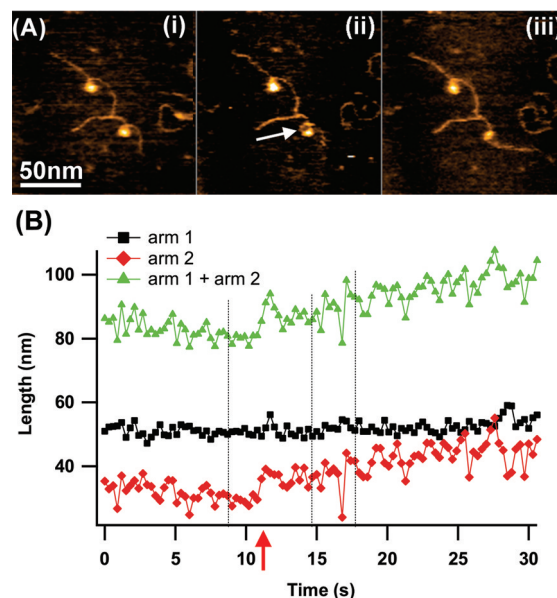 (A) (i) (ii) (iii)
50nm
(B)
arm 1
arm 2
arm 1 + arm 2
Length (nm)
100
80
60
40
0 5 10 15 20 25 30
Time (s)